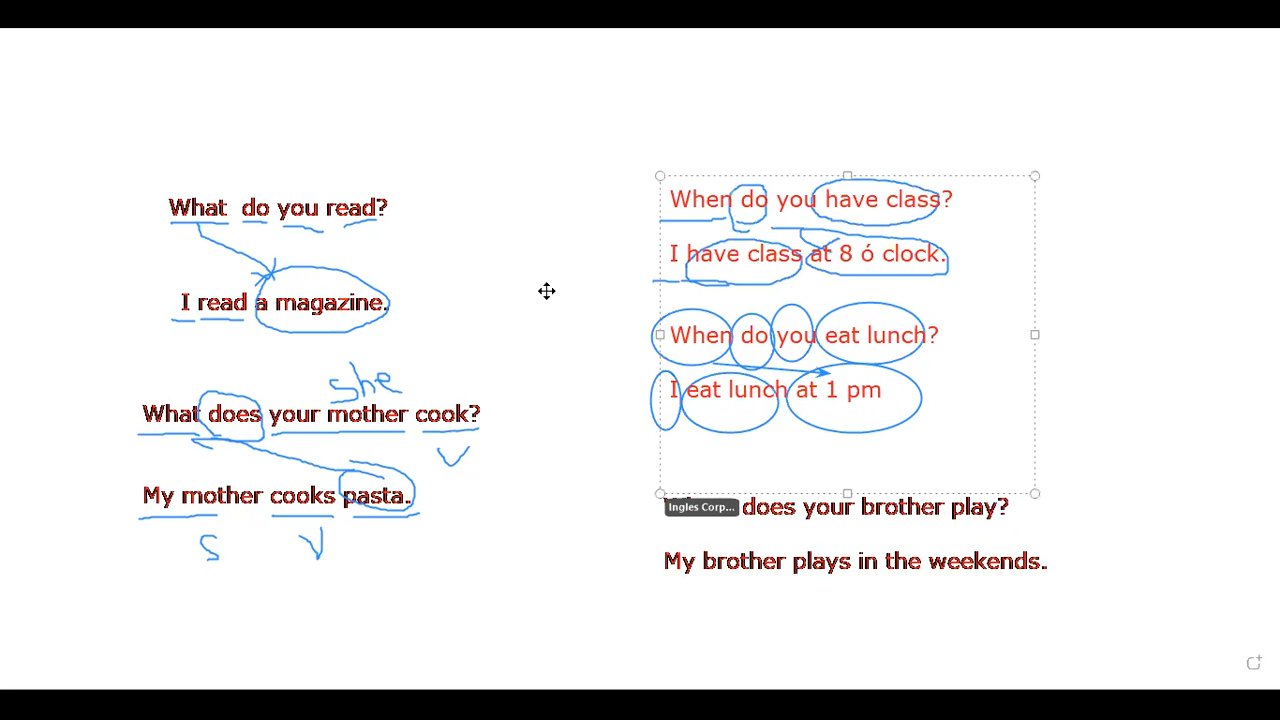 What do you read?
I read a magazine.
she
What does your mother cook?
v
My mother cooks pasta.
S V
When do you have class?
I have class at 8 ó clock.
When do you eat lunch?
I eat lunch at 1 pm
Ingles Corp... does your brother play?
My brother plays in the weekends.